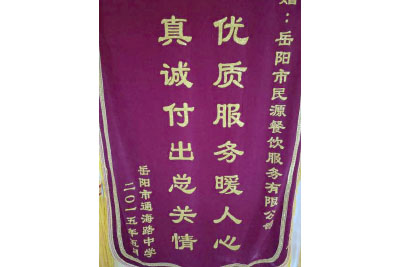 赠：岳阳市民源餐饮服务有限公司
优质服务暖人心
真诚付出总关情
岳阳市通海路中学
二〇一五年五月